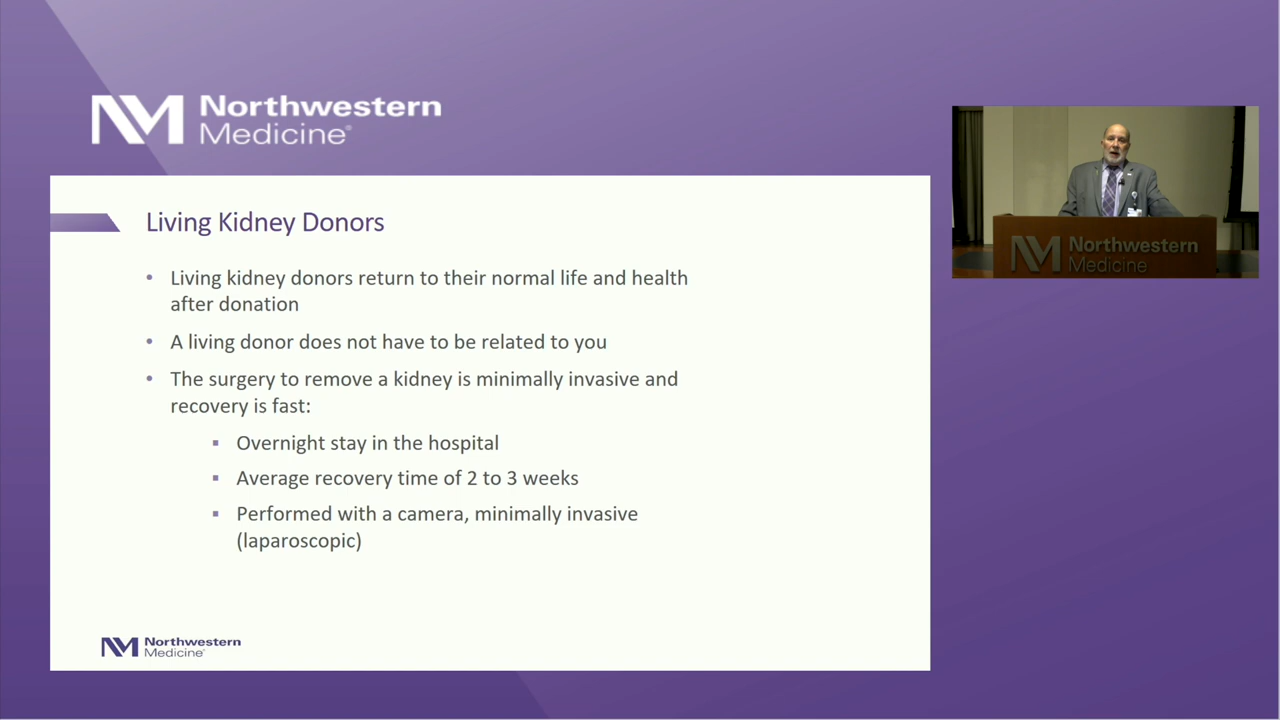 Northwestern
Medicine®
Living Kidney Donors
• Living kidney donors return to their normal life and health
after donation
• A living donor does not have to be related to you
• The surgery to remove a kidney is minimally invasive and
recovery is fast:
▪ Overnight stay in the hospital
▪ Average recovery time of 2 to 3 weeks
▪ Performed with a camera, minimally invasive
(laparoscopic)
Northwestern
Medicine®
Northwestern
Medicine